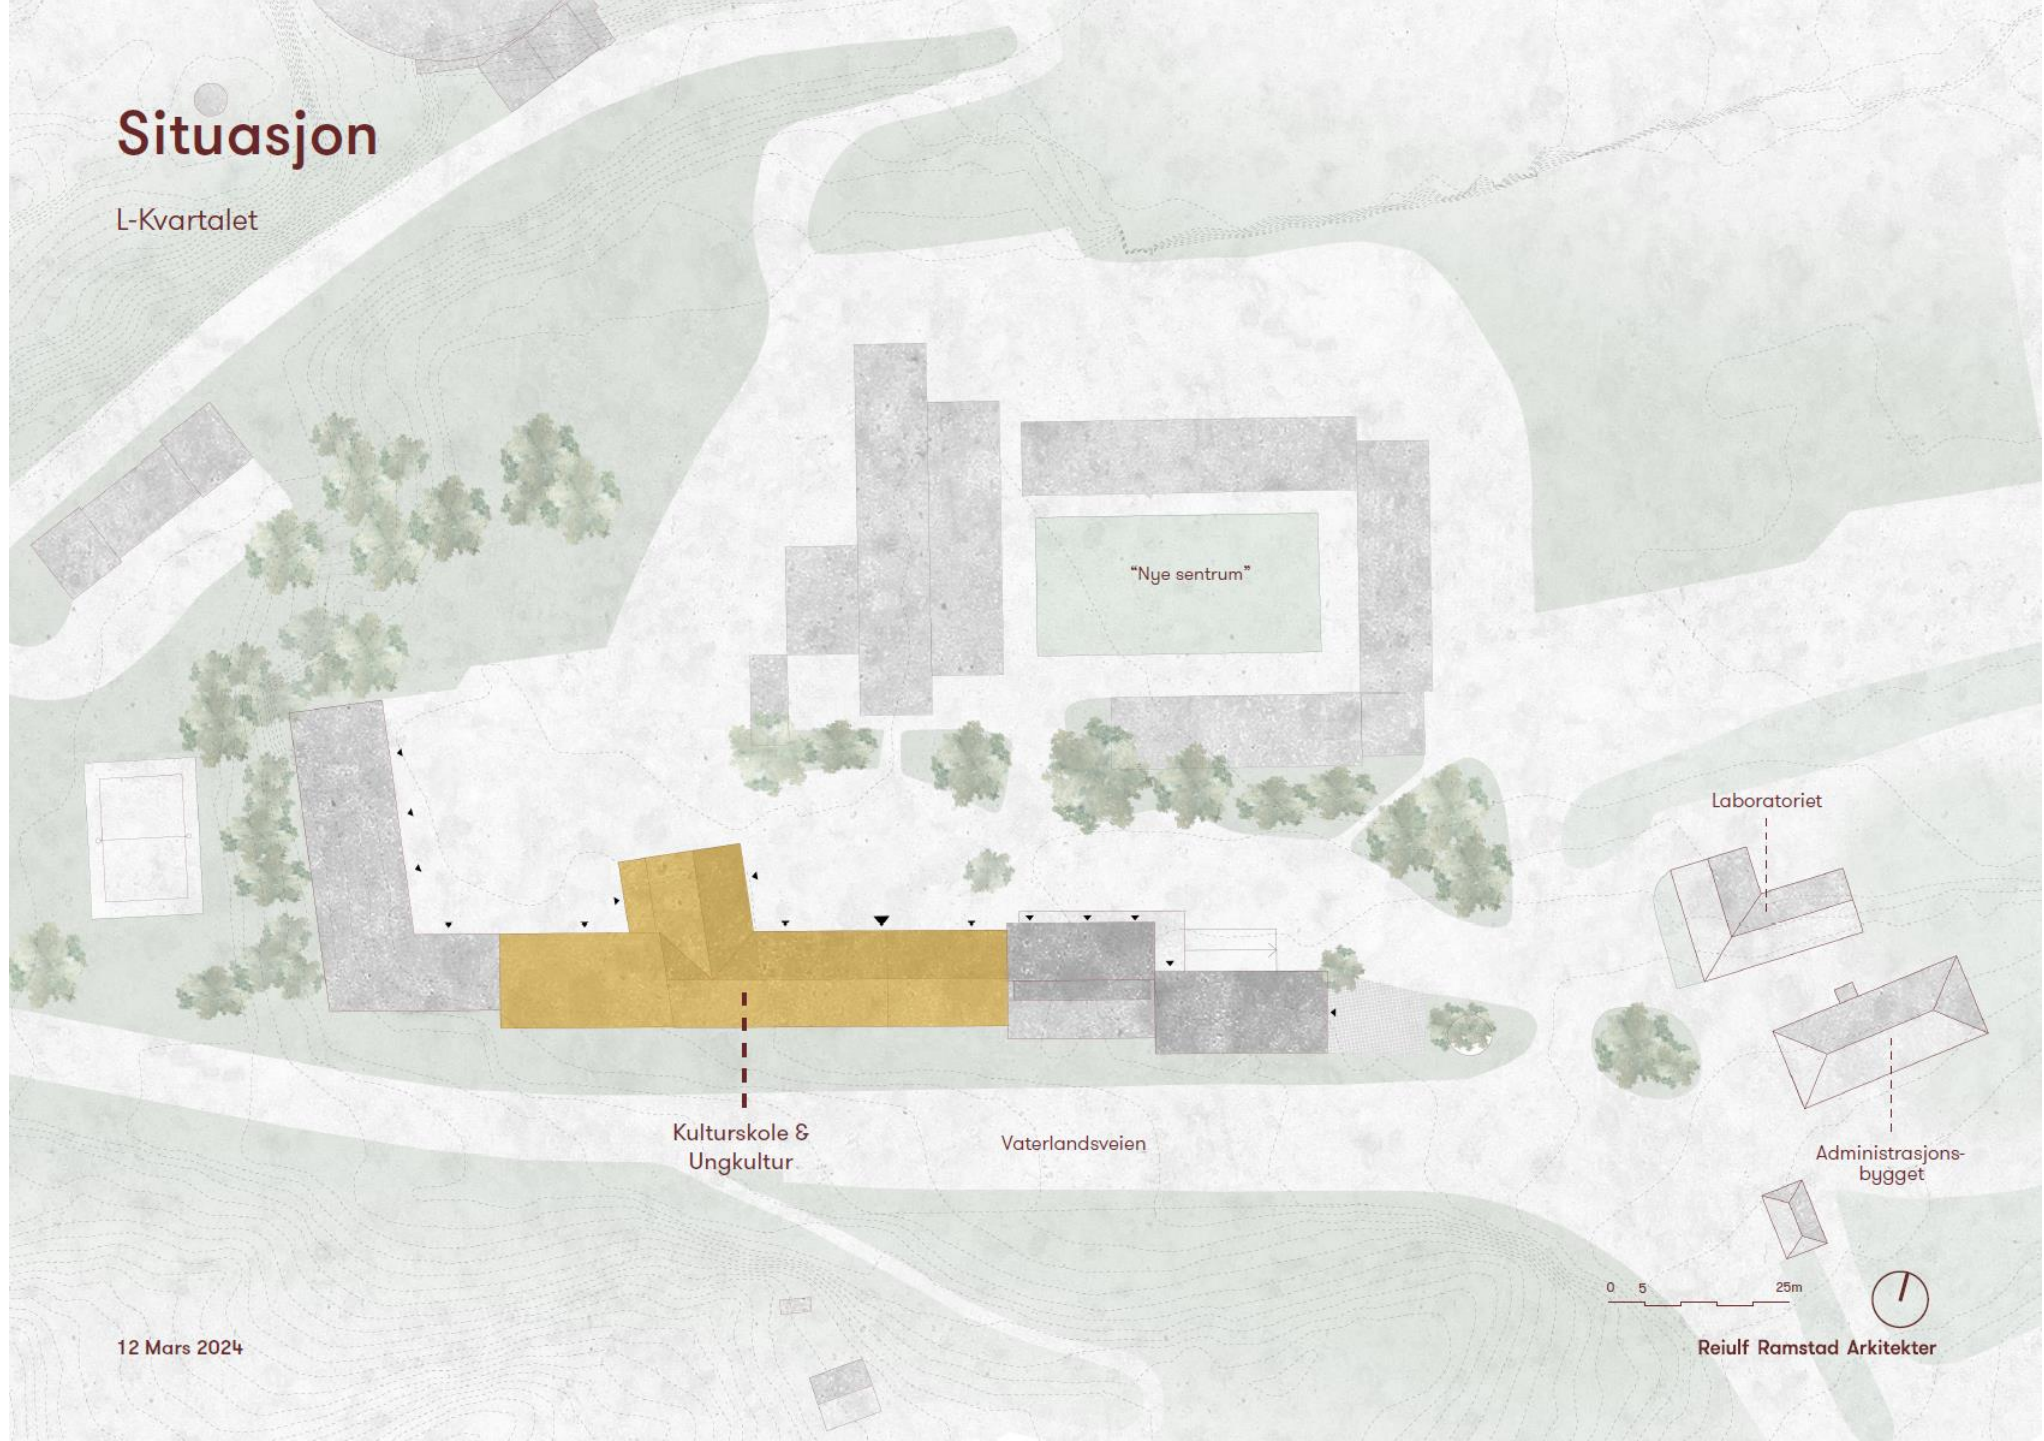 Situasjon
L-Kvartalet
“Nye sentrum”
Laboratoriet
Kulturskole &
Ungkultur
Vaterlandsveien
Administrasjons-
bygget
0 5 25m
12 Mars 2024
Reiulf Ramstad Arkitekter